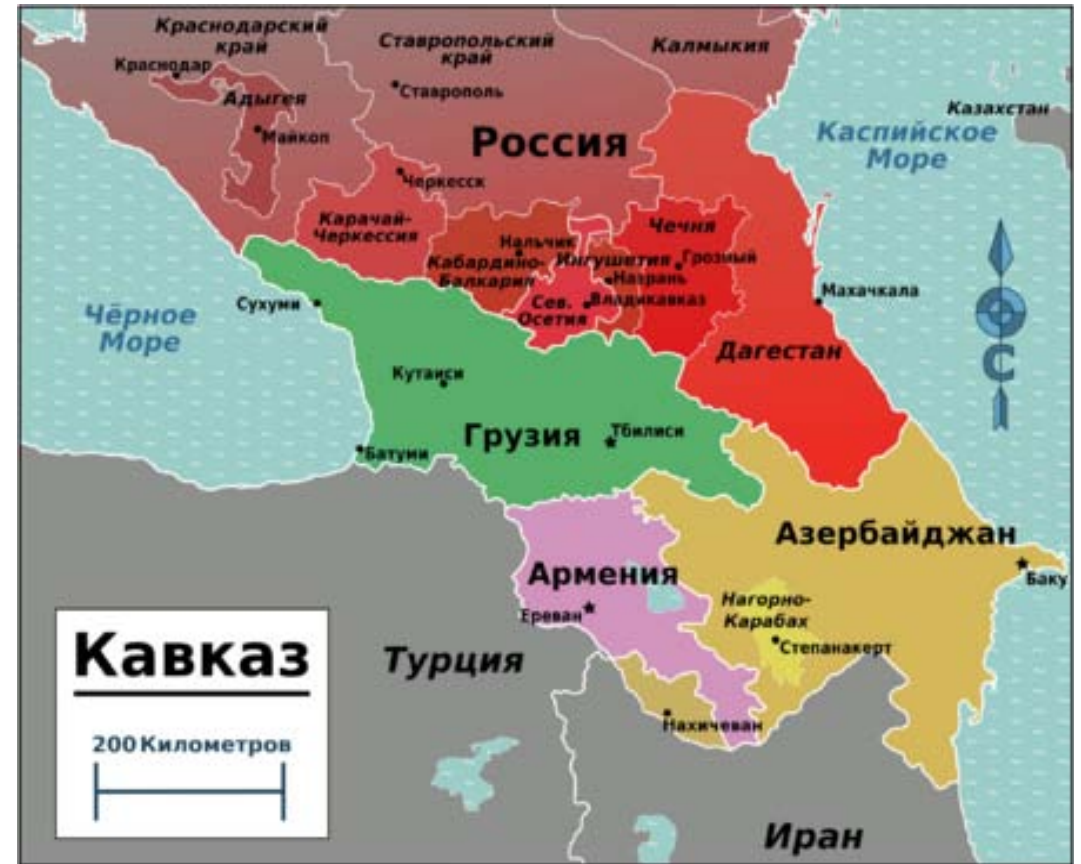 Краснодарский
край
Краснодар
Адыгея
Майкоп
Ставропольский
край
Ставрополь
Калмыкия
Казахстан
Россия
Каспийское
Море
Черкесск
Карачай-
Черкессия
Нальчик
Кабардино-
Балкария
Чечня
Ингушетия
Грозный
Назрань
Сев.
Осетия
Владикавказ
Махачкала
Дагестан
Сухуми
Чёрное
Море
С
Кутаиси
Грузия
Тбилиси
Батуми
Азербайджан
Баку
Армения
Ереван
Нагорно-
Карабах
Степанакерт
Нахичеван
Турция
Иран
Кавказ
200 Километров